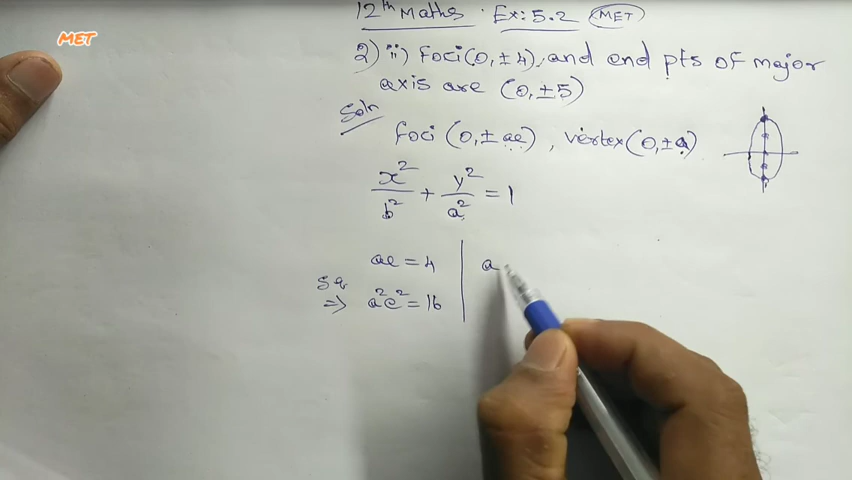 MET
12th Maths Ex: 5.2 MET
2) ii) Foci (0, ±4), and end pts of major
axis are (0, ±5)
Soln
foci (0, ±ae), vertex (0, ±a)
x²/b² + y²/a² = 1
ae = 4 | a
Sq
⇒ a²e² = 16